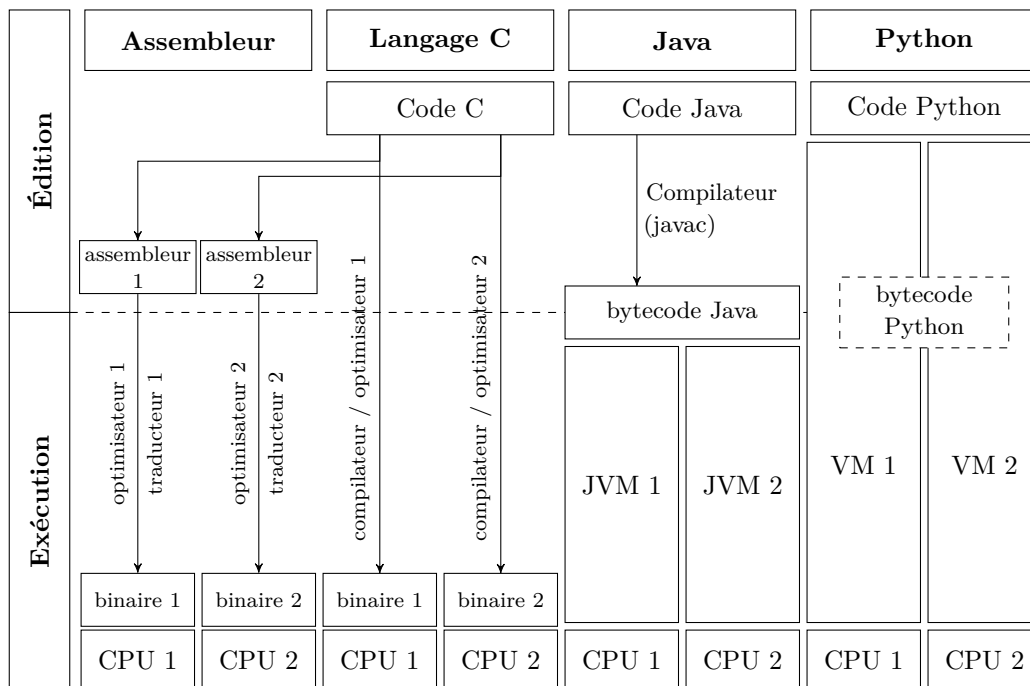 Assembleur
Langage C
Java
Python
Édition
Code C
Code Java
Code Python
Compilateur
(javac)
assembleur
1
assembleur
2
bytecode Java
bytecode
Python
Exécution
optimisateur 1
traducteur 1
optimisateur 2
traducteur 2
compilateur / optimisateur 1
compilateur / optimisateur 2
JVM 1
JVM 2
VM 1
VM 2
binaire 1
binaire 2
binaire 1
binaire 2
CPU 1
CPU 2
CPU 1
CPU 2
CPU 1
CPU 2
CPU 1
CPU 2